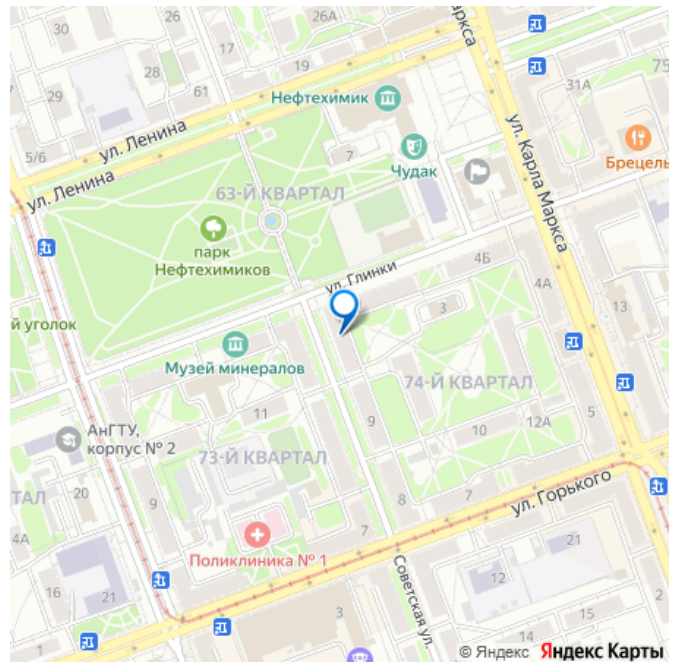 26
26А
28
17
29
61
19
Нефтехимик
7
31А
75
ул. Карла Маркса
Маркса
ул. Ленина
5/6
ул. Ленина
Чудак
Брецель
63-Й КВАРТАЛ
парк
Нефтехимиков
ул. Глинки
4Б
4А
й уголок
3
13
Музей минералов
74-Й КВАРТАЛ
11
9
АнГТУ,
корпус № 2
10
12А
5
73-Й КВАРТАЛ
ТАЛ
20
9
8
7
ул. Горького
4А
7
Поликлиника № 1
21
16
21
12
Советская ул.
3
14
15
1
2
© Яндекс Яндекс Карты